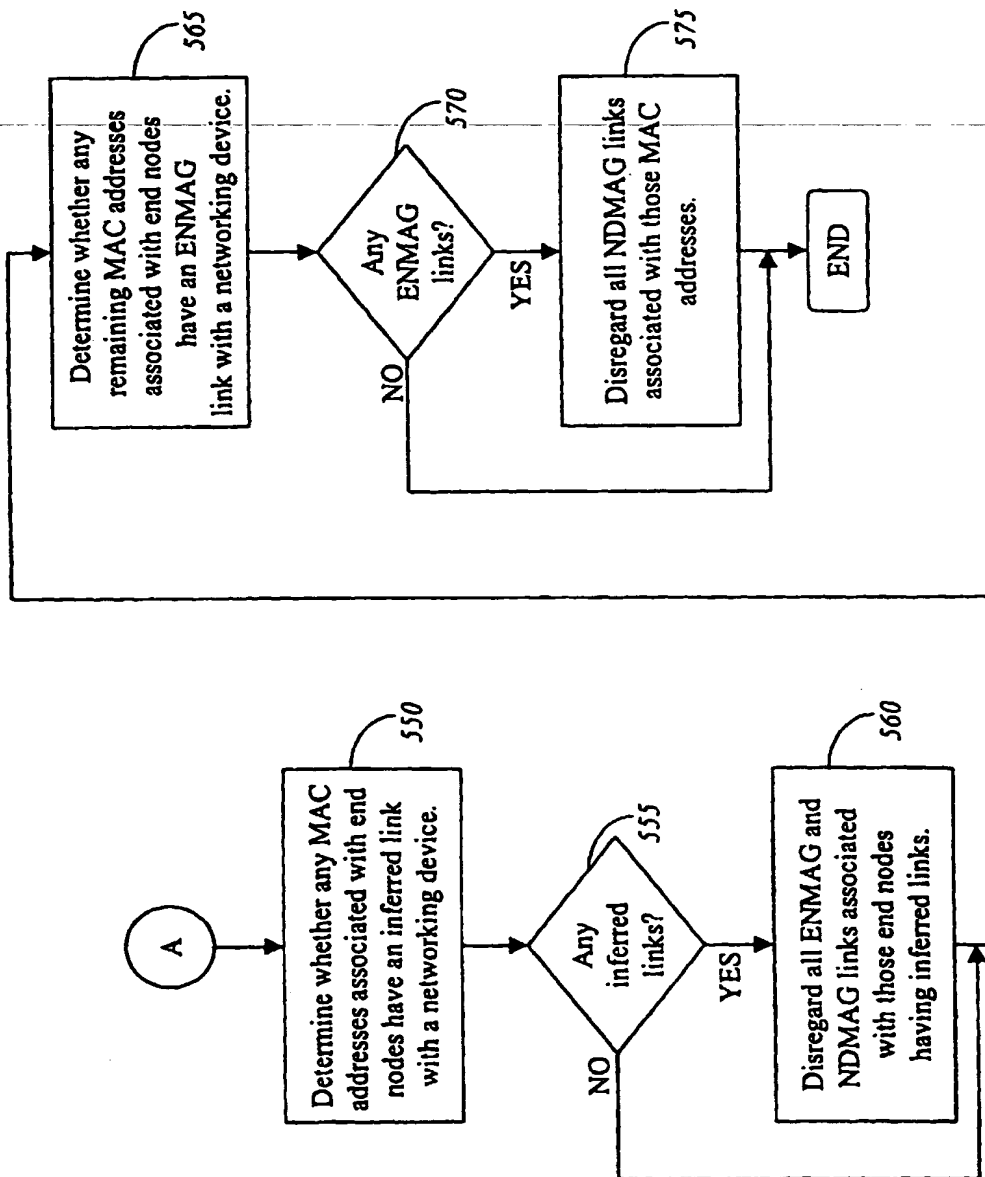 A
550
Determine whether any MAC
addresses associated with end
nodes have an inferred link
with a networking device.
555
Any
inferred
links?
NO
YES
560
Disregard all ENMAG and
NDMAG links associated
with those end nodes
having inferred links.
565
Determine whether any
remaining MAC addresses
associated with end nodes
have an ENMAG
link with a networking device.
570
Any
ENMAG
links?
NO
YES
575
Disregard all NDMAG links
associated with those MAC
addresses.
END